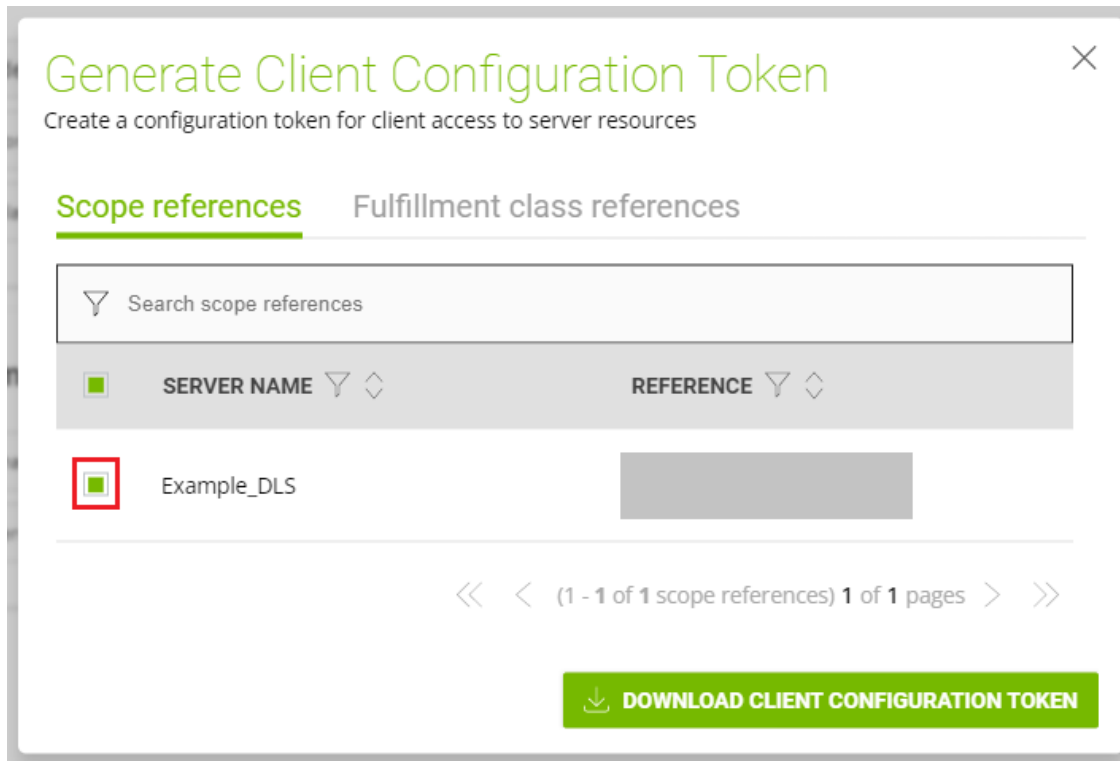 Generate Client Configuration Token
Create a configuration token for client access to server resources
Scope references Fulfillment class references
Search scope references
SERVER NAME REFERENCE
Example_DLS
(1 - 1 of 1 scope references) 1 of 1 pages
DOWNLOAD CLIENT CONFIGURATION TOKEN